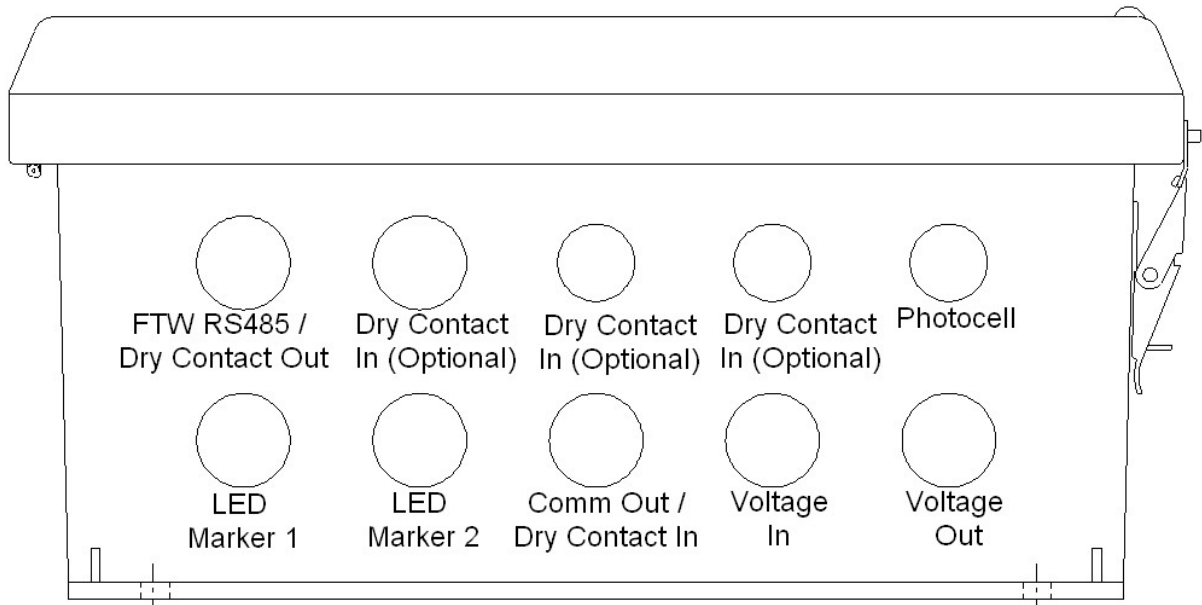 FTW RS485 /
Dry Contact Out
Dry Contact
In (Optional)
Dry Contact
In (Optional)
Dry Contact
In (Optional)
Photocell
LED
Marker 1
LED
Marker 2
Comm Out /
Dry Contact In
Voltage
In
Voltage
Out